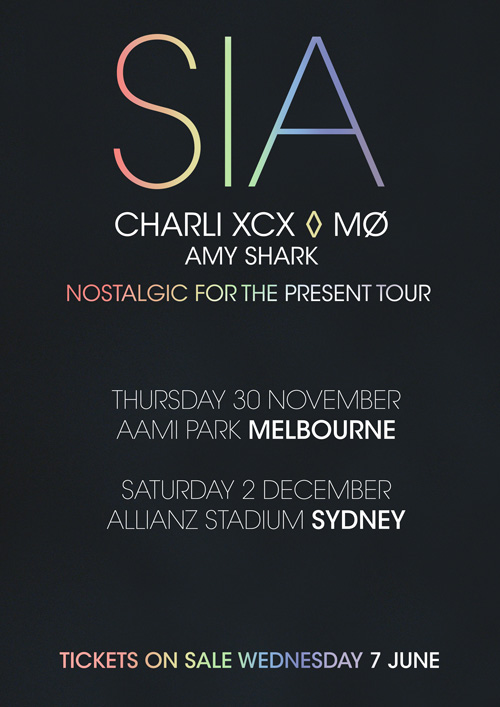 SIA
CHARLI XCX ◊ MØ
AMY SHARK
NOSTALGIC FOR THE PRESENT TOUR
THURSDAY 30 NOVEMBER
AAMI PARK MELBOURNE
SATURDAY 2 DECEMBER
ALLIANZ STADIUM SYDNEY
TICKETS ON SALE WEDNESDAY 7 JUNE